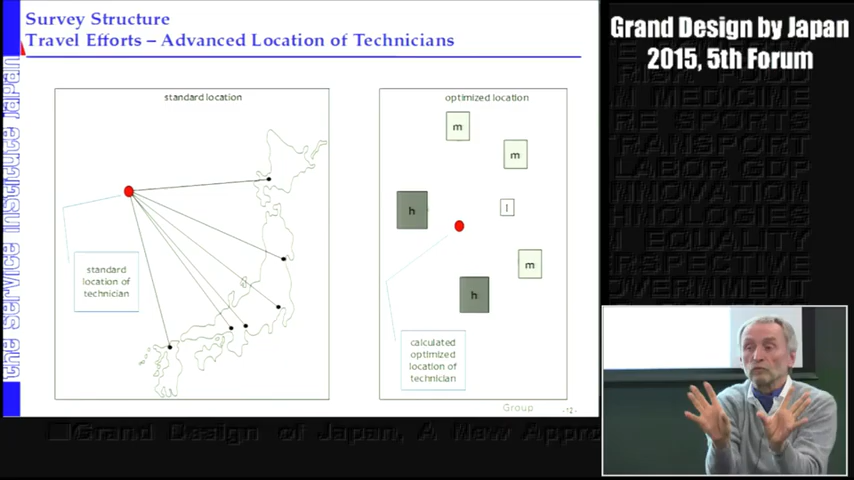 Survey Structure
Travel Efforts – Advanced Location of Technicians
the service institute Japan
standard location
standard
location of
technician
optimized location
m
m
h
l
m
h
calculated
optimized
location of
technician
Group
-12-
Grand Design by Japan
2015, 5th Forum
MEDICINE
SPORTS
TRANSPORT
LABOR GDP
INNOVATION
EQUALITY
Grand Design of Japan, A New Appro